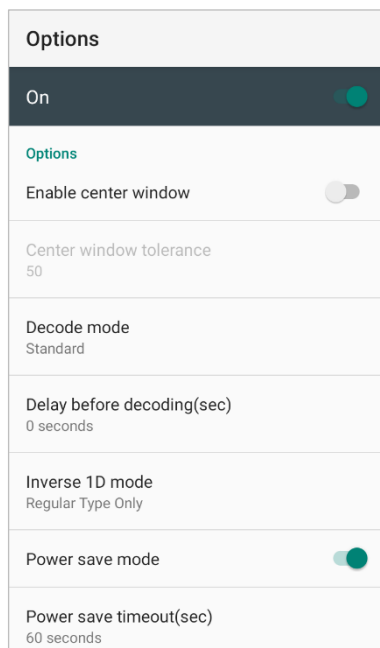 Options
On
Options
Enable center window
Center window tolerance
50
Decode mode
Standard
Delay before decoding(sec)
0 seconds
Inverse 1D mode
Regular Type Only
Power save mode
Power save timeout(sec)
60 seconds